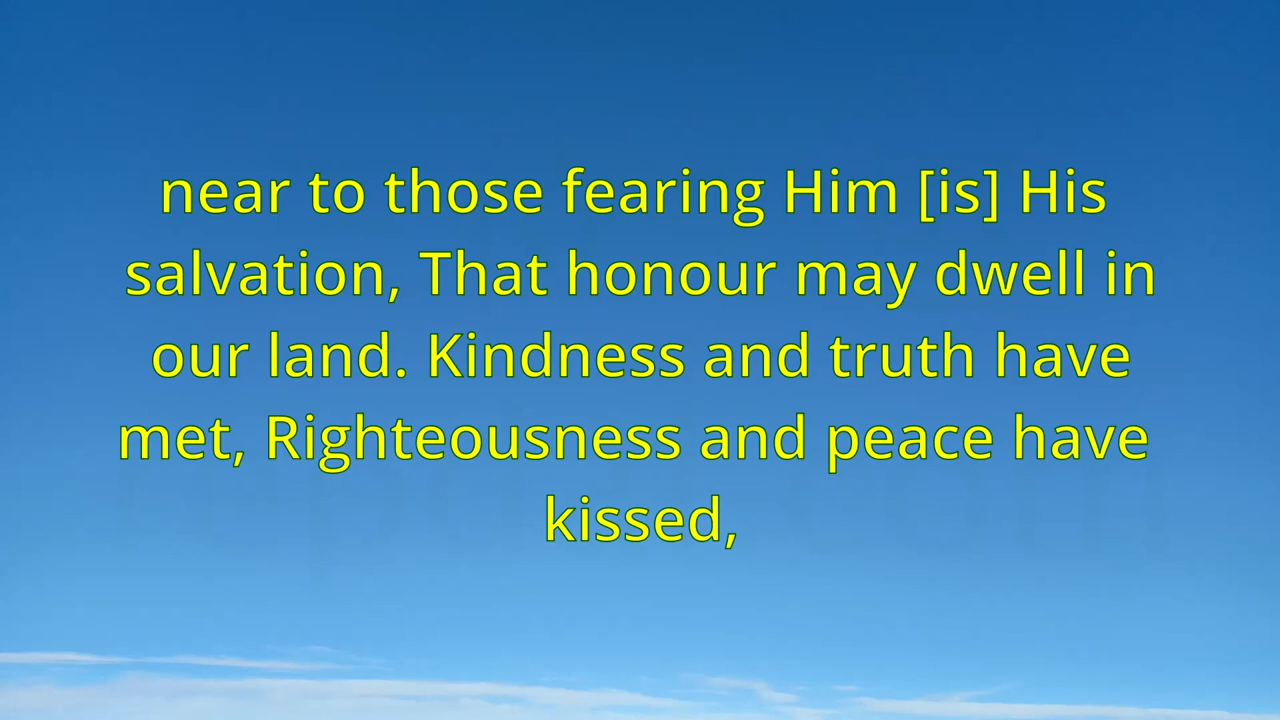 near to those fearing Him [is] His
salvation, That honour may dwell in
our land. Kindness and truth have
met, Righteousness and peace have
kissed,